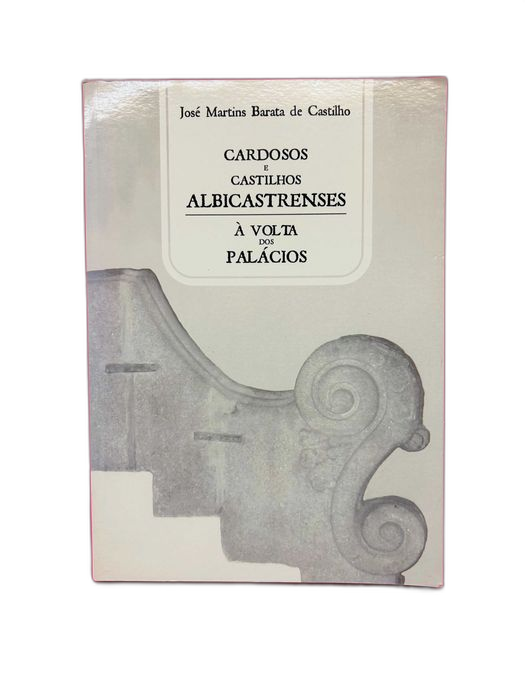 José Martins Barata de Castilho
CARDOSOS
E
CASTILHOS
ALBICASTRENSES
À VOLTA
DOS
PALÁCIOS